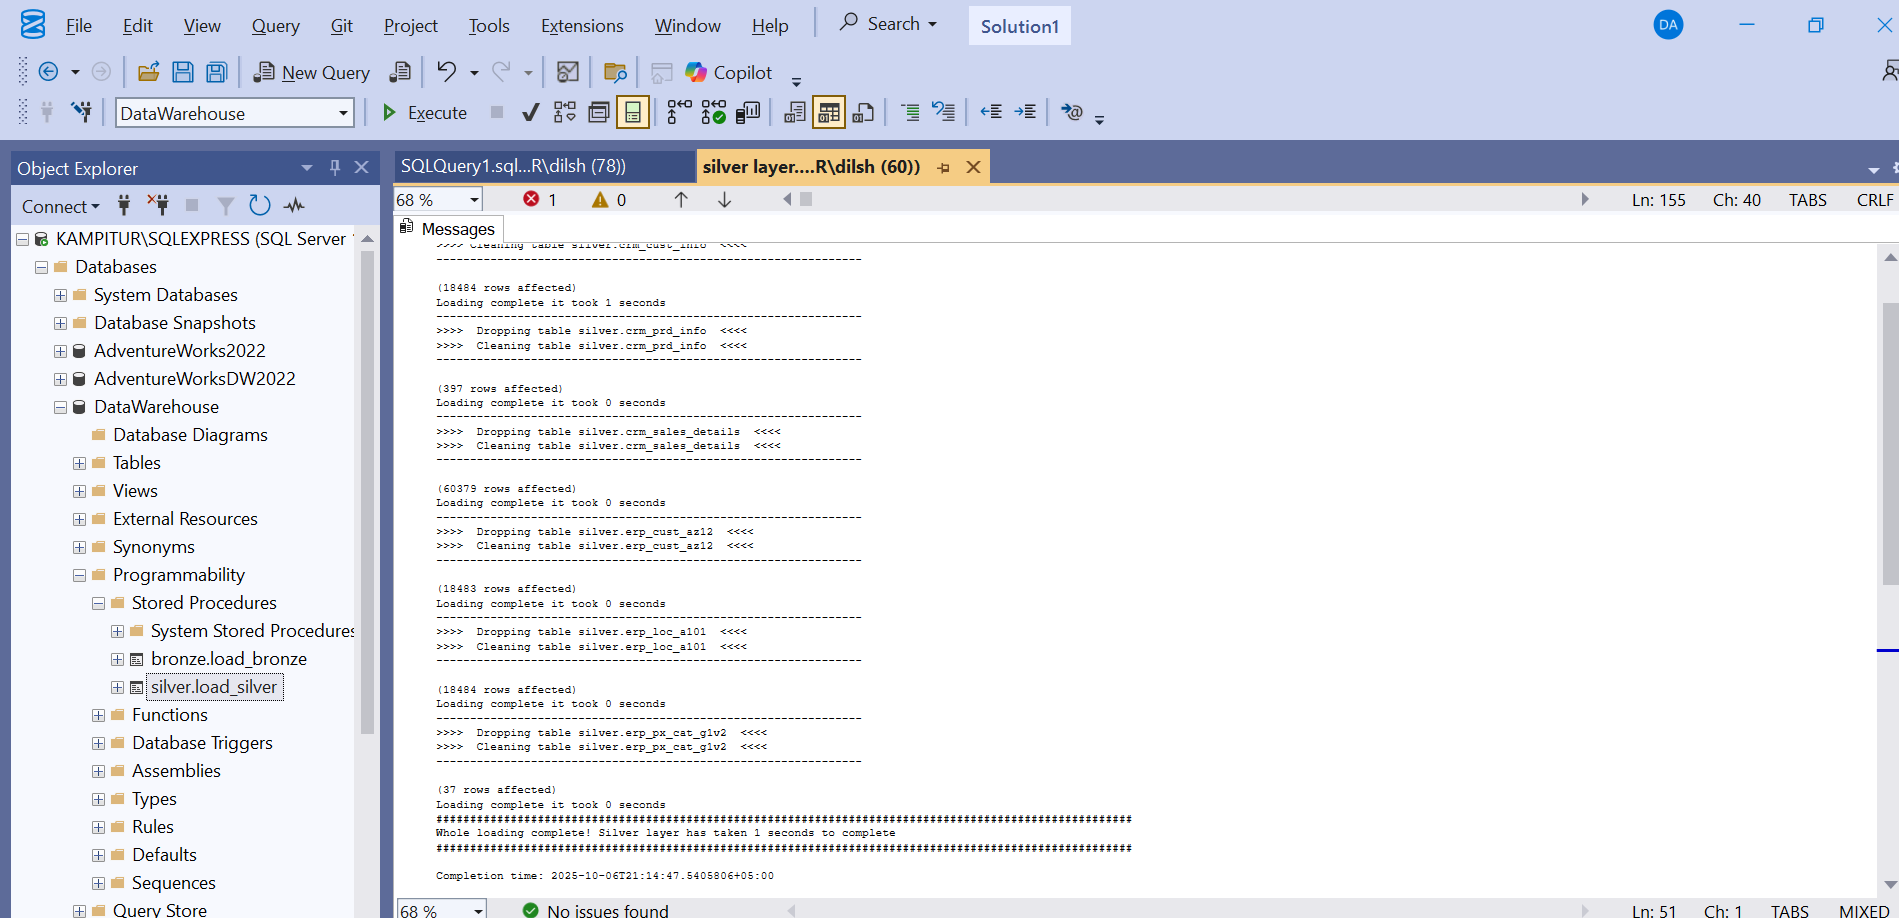 File Edit View Query Git Project Tools Extensions Window Help Search Solution1 DA
New Query Copilot
DataWarehouse Execute
Object Explorer
Connect
KAMPITUR\SQLEXPRESS (SQL Server
Databases
System Databases
Database Snapshots
AdventureWorks2022
AdventureWorksDW2022
DataWarehouse
Database Diagrams
Tables
Views
External Resources
Synonyms
Programmability
Stored Procedures
System Stored Procedures
bronze.load_bronze
silver.load_silver
Functions
Database Triggers
Assemblies
Types
Rules
Defaults
Sequences
Query Store
SQLQuery1.sql...R\dilsh (78)) silver layer....R\dilsh (60))
68 % 1 0 Ln: 155 Ch: 40 TABS CRLF
Messages
>>>> Cleaning table silver.crm_cust_info <<<<
---------------------------------------------------------------
(18484 rows affected)
Loading complete it took 1 seconds
---------------------------------------------------------------
>>>>  Dropping table silver.crm_prd_info  <<<<
>>>>  Cleaning table silver.crm_prd_info  <<<<
---------------------------------------------------------------
(397 rows affected)
Loading complete it took 0 seconds
---------------------------------------------------------------
>>>>  Dropping table silver.crm_sales_details  <<<<
>>>>  Cleaning table silver.crm_sales_details  <<<<
---------------------------------------------------------------
(60379 rows affected)
Loading complete it took 0 seconds
---------------------------------------------------------------
>>>>  Dropping table silver.erp_cust_az12  <<<<
>>>>  Cleaning table silver.erp_cust_az12  <<<<
---------------------------------------------------------------
(18483 rows affected)
Loading complete it took 0 seconds
---------------------------------------------------------------
>>>>  Dropping table silver.erp_loc_a101  <<<<
>>>>  Cleaning table silver.erp_loc_a101  <<<<
---------------------------------------------------------------
(18484 rows affected)
Loading complete it took 0 seconds
---------------------------------------------------------------
>>>>  Dropping table silver.erp_px_cat_g1v2  <<<<
>>>>  Cleaning table silver.erp_px_cat_g1v2  <<<<
---------------------------------------------------------------
(37 rows affected)
Loading complete it took 0 seconds
#######################################################################################################
Whole loading complete! Silver layer has taken 1 seconds to complete
#######################################################################################################
Completion time: 2025-10-06T21:14:47.5405806+05:00
68 % No issues found Ln: 51 Ch: 1 TABS MIXED